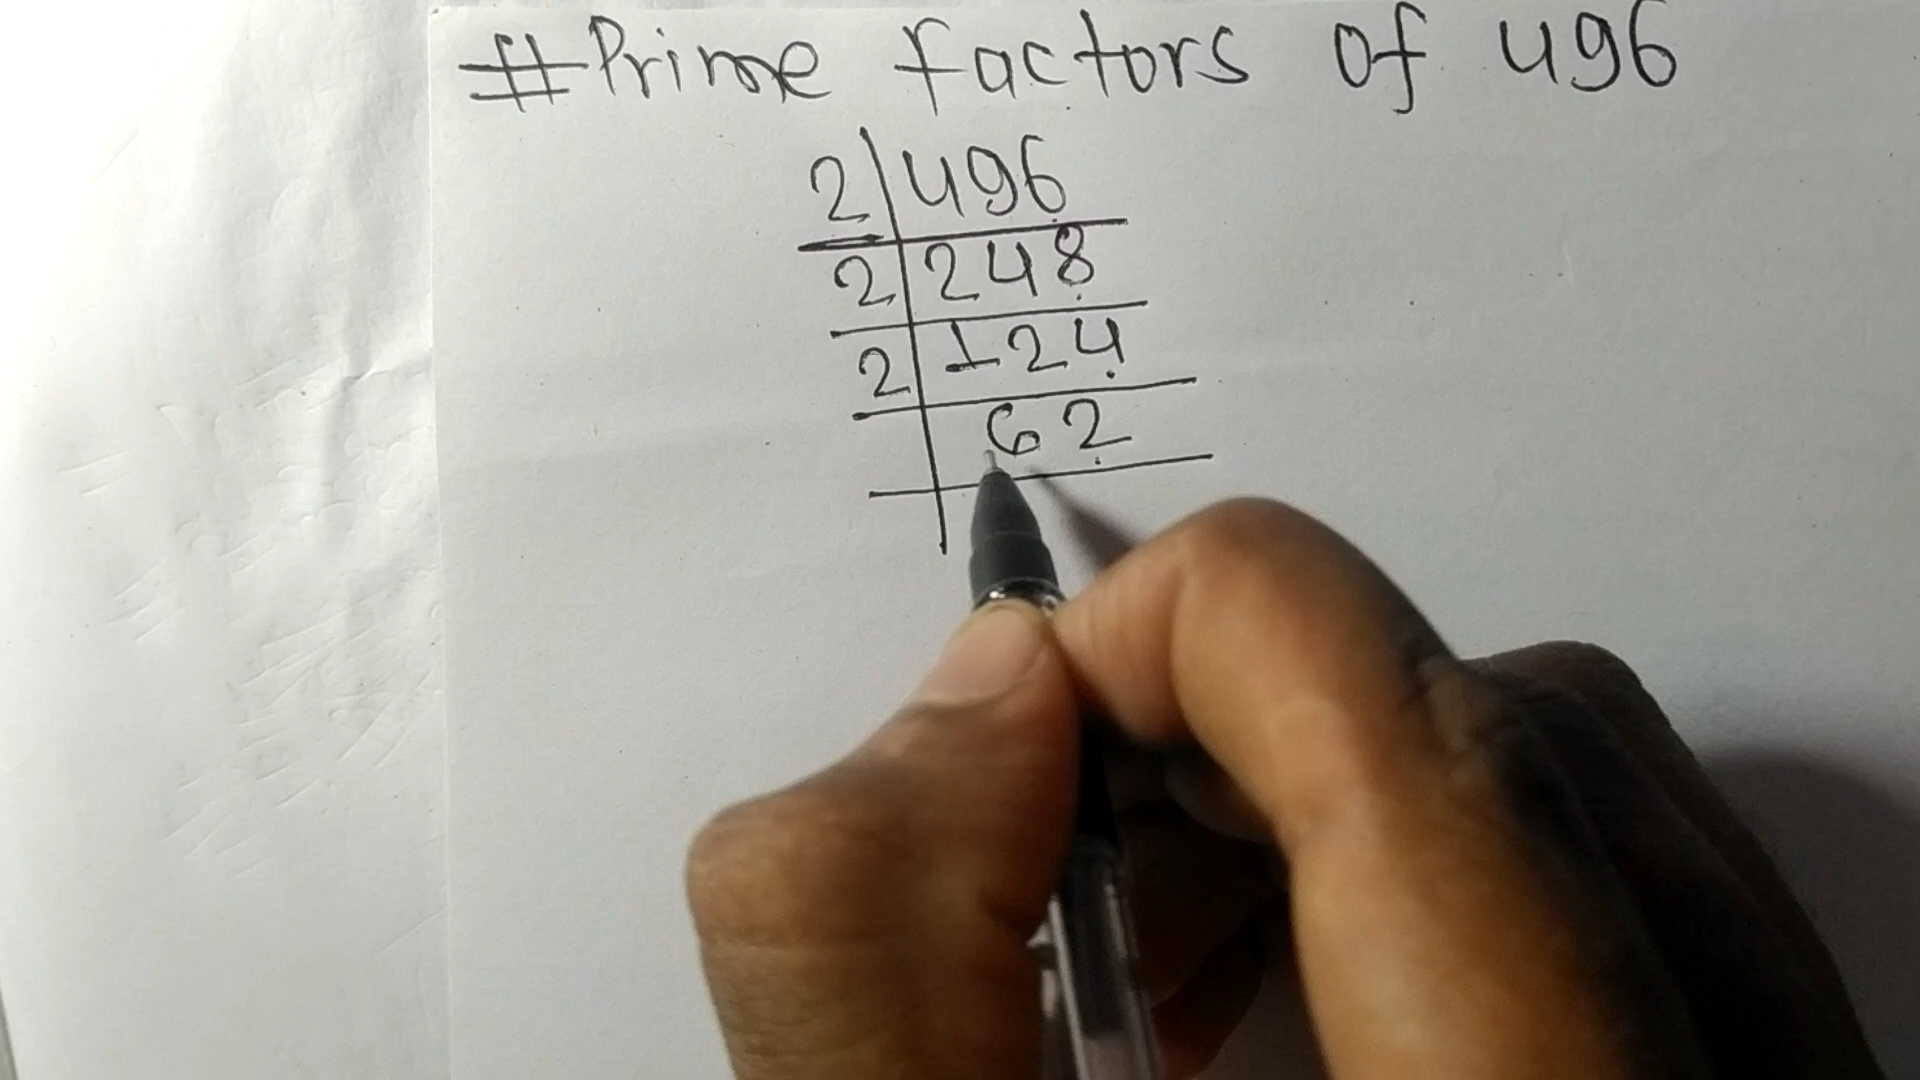 #Prime factors of 496
2 | 496
2 | 248
2 | 124
62